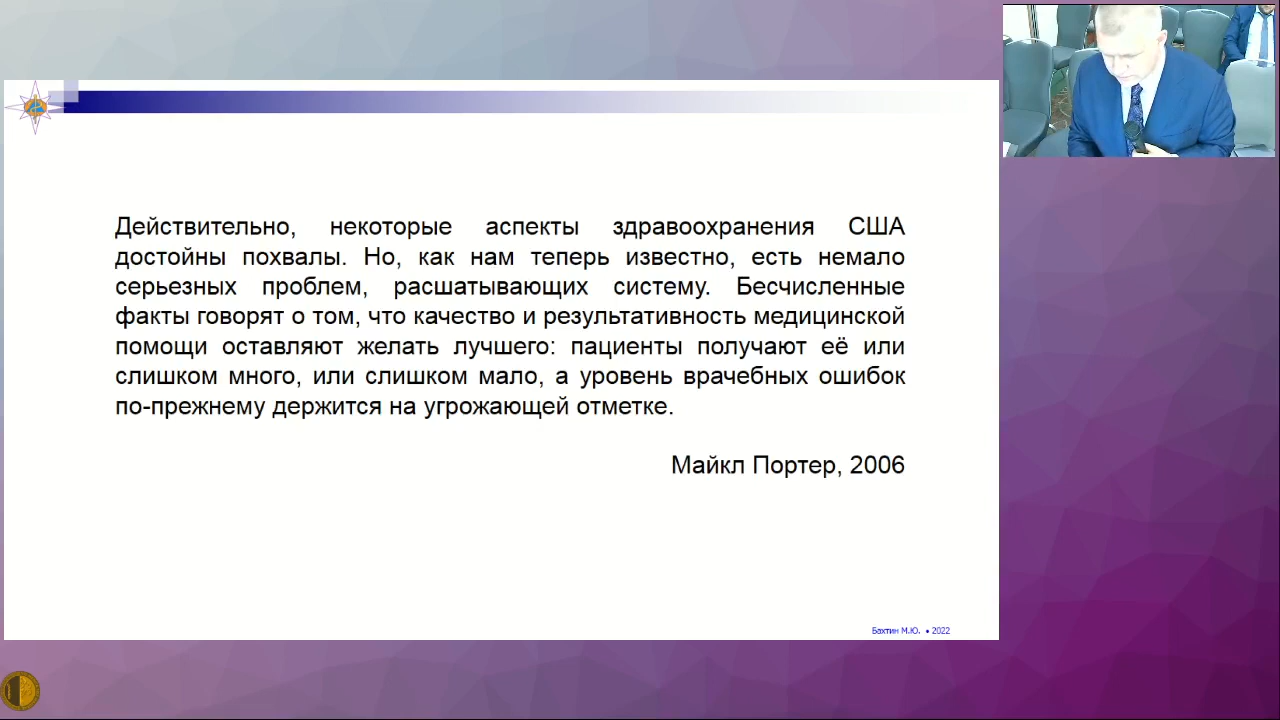 Действительно, некоторые аспекты здравоохранения США
достойны похвалы. Но, как нам теперь известно, есть немало
серьезных проблем, расшатывающих систему. Бесчисленные
факты говорят о том, что качество и результативность медицинской
помощи оставляют желать лучшего: пациенты получают её или
слишком много, или слишком мало, а уровень врачебных ошибок
по-прежнему держится на угрожающей отметке.
Майкл Портер, 2006
Бахтин М.Ю. • 2022